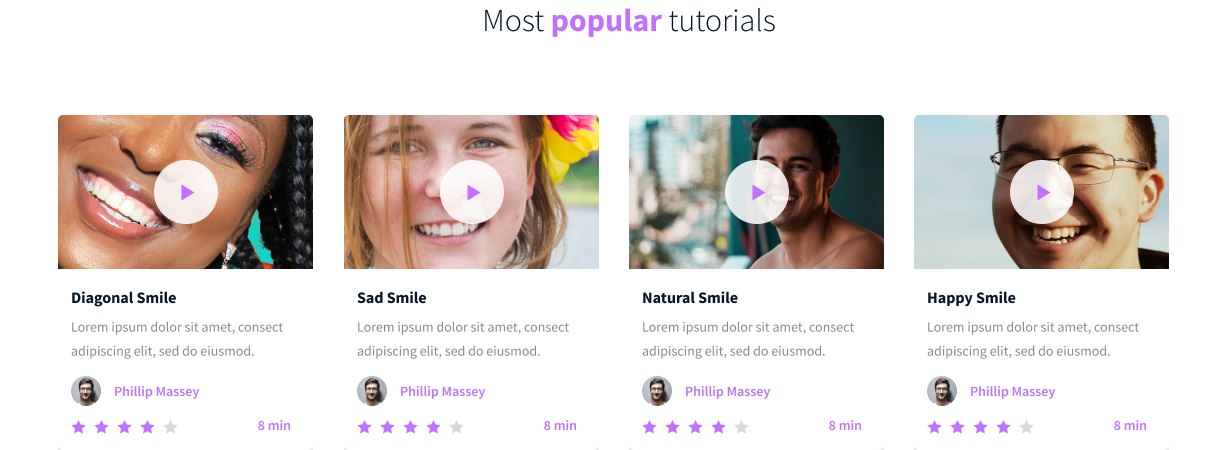 Most popular tutorials
Diagonal Smile
Lorem ipsum dolor sit amet, consect
adipiscing elit, sed do eiusmod.
Phillip Massey
8 min
Sad Smile
Lorem ipsum dolor sit amet, consect
adipiscing elit, sed do eiusmod.
Phillip Massey
8 min
Natural Smile
Lorem ipsum dolor sit amet, consect
adipiscing elit, sed do eiusmod.
Phillip Massey
8 min
Happy Smile
Lorem ipsum dolor sit amet, consect
adipiscing elit, sed do eiusmod.
Phillip Massey
8 min